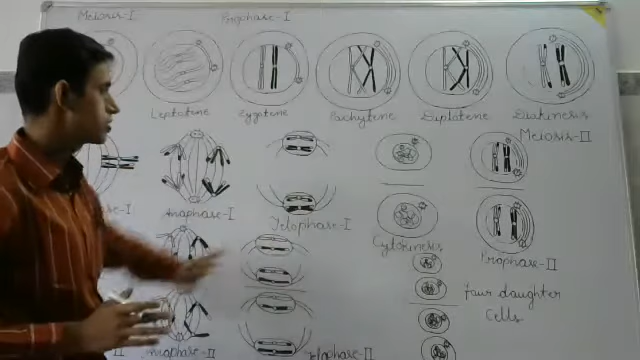 Meiosis-I
Prophase-I
Leptotene
Zygotene
Pachytene
Diplotene
Diakinesis
Meiosis-II
Anaphase-I
Telophase-I
Cytokinesis
Prophase-II
Four daughter
Cells
Anaphase-II
Telophase-II